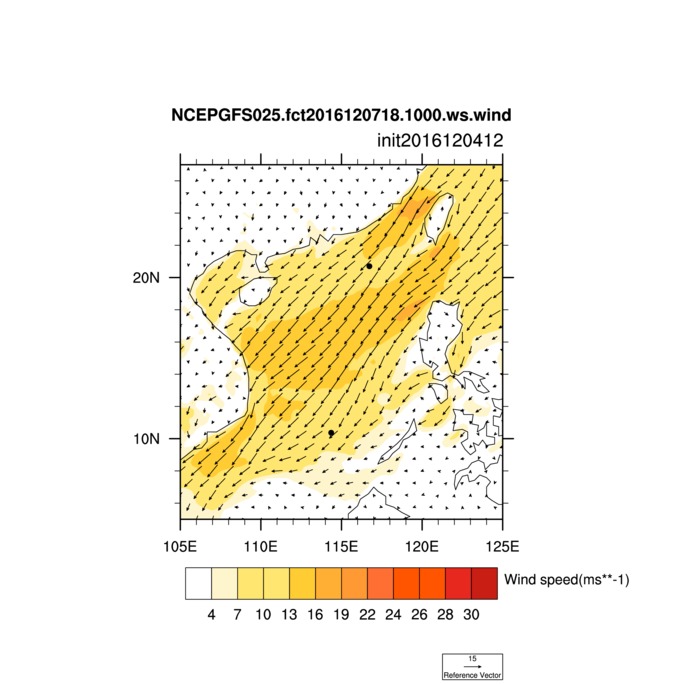 NCEPGFS025.fct2016120718.1000.ws.wind
init2016120412
20N
10N
105E 110E 115E 120E 125E
Wind speed(ms**-1)
4 7 10 13 16 19 22 24 26 28 30
15
Reference Vector